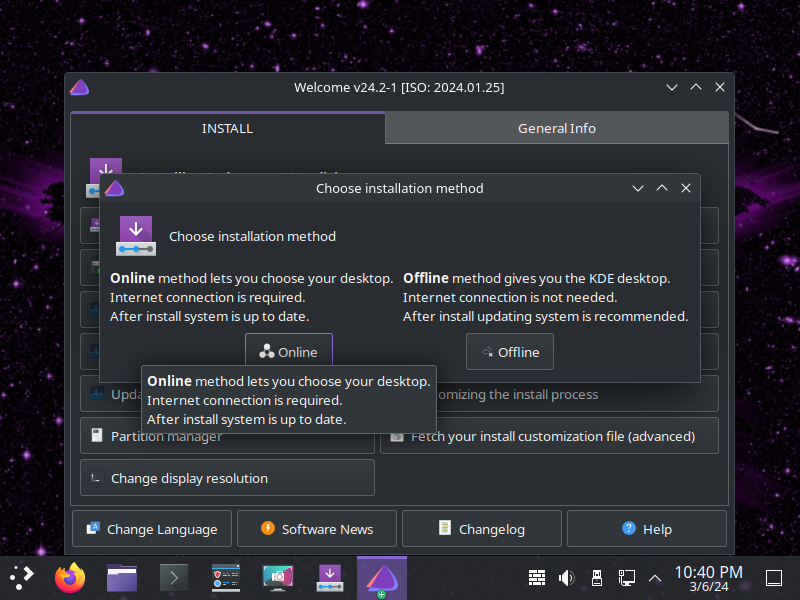 Welcome v24.2-1 [ISO: 2024.01.25]
INSTALL
General Info
Choose installation method
Choose installation method
Online method lets you choose your desktop.
Internet connection is required.
After install system is up to date.
Offline method gives you the KDE desktop.
Internet connection is not needed.
After install updating system is recommended.
Online
Offline
Online method lets you choose your desktop.
Internet connection is required.
After install system is up to date.
the install process
Partition manager
Fetch your install customization file (advanced)
Change display resolution
Change Language
Software News
Changelog
Help
10:40 PM
3/6/24